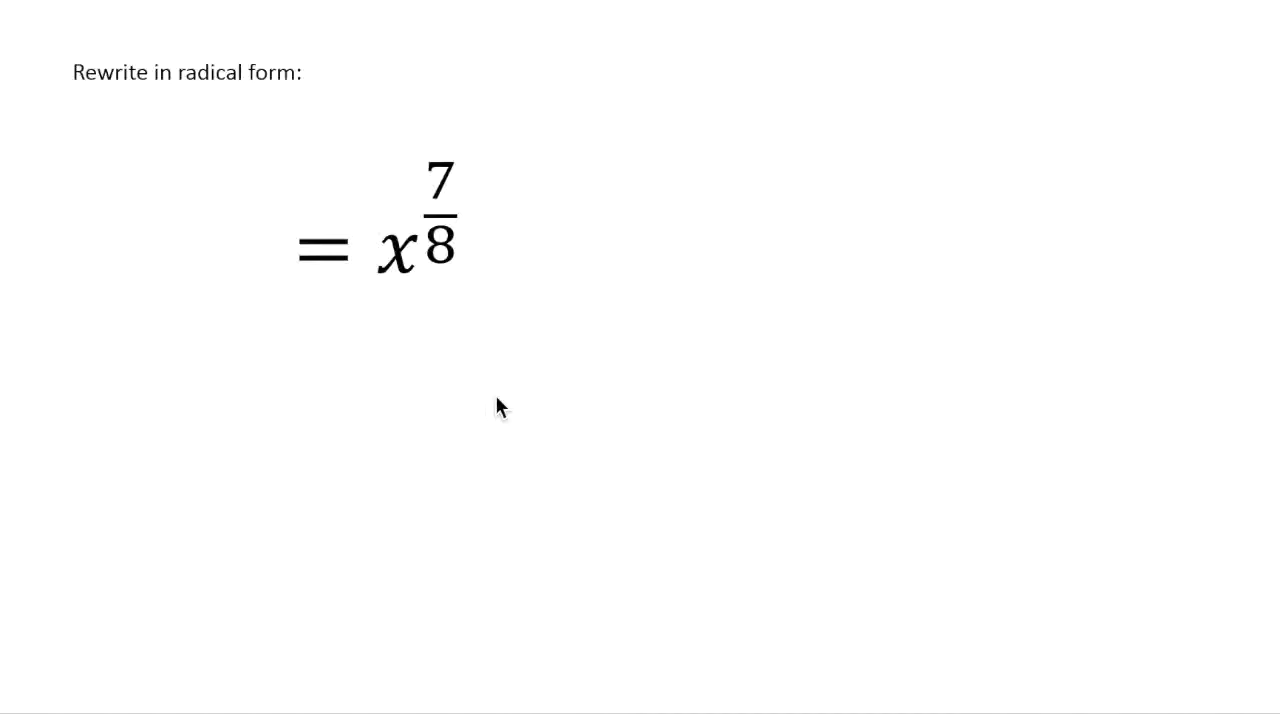 Rewrite in radical form:
= x^(7/8)